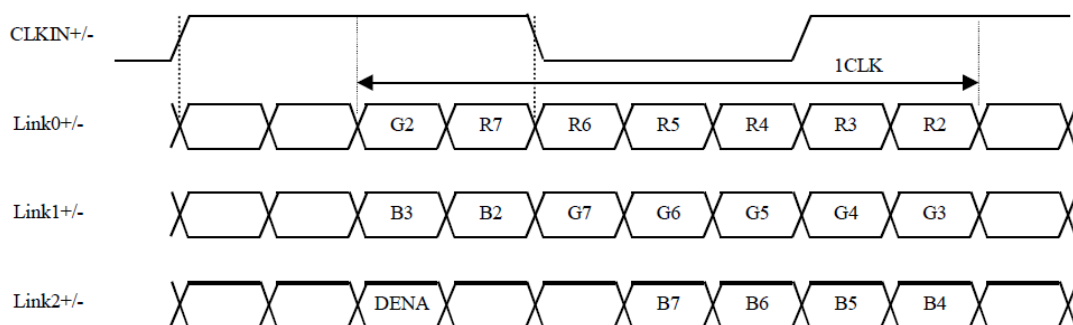 CLKIN+/-
1CLK
Link0+/- G2 R7 R6 R5 R4 R3 R2
Link1+/- B3 B2 G7 G6 G5 G4 G3
Link2+/- DENA B7 B6 B5 B4